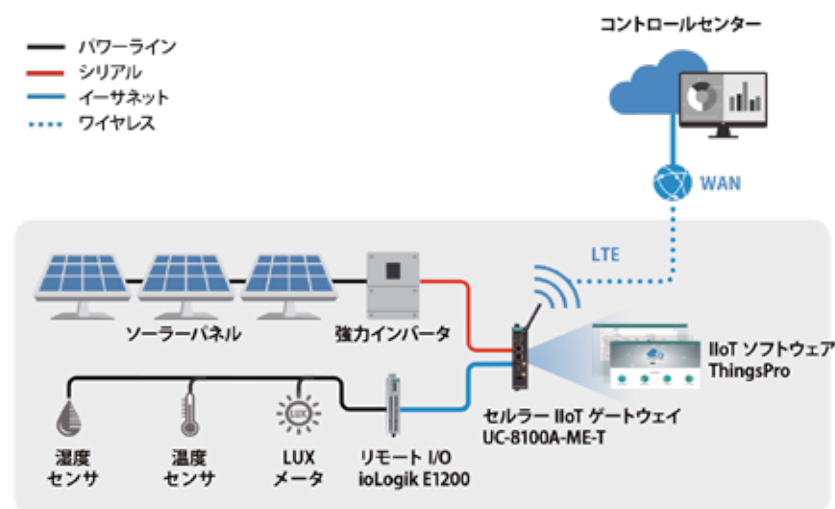 コントロールセンター
パワーライン
シリアル
イーサネット
ワイヤレス
WAN
LTE
ソーラーパネル
強力インバータ
IIoT ソフトウェア
ThingsPro
セルラー IIoT ゲートウェイ
UC-8100A-ME-T
LUX
湿度
センサ
温度
センサ
LUX
メータ
リモート I/O
ioLogik E1200